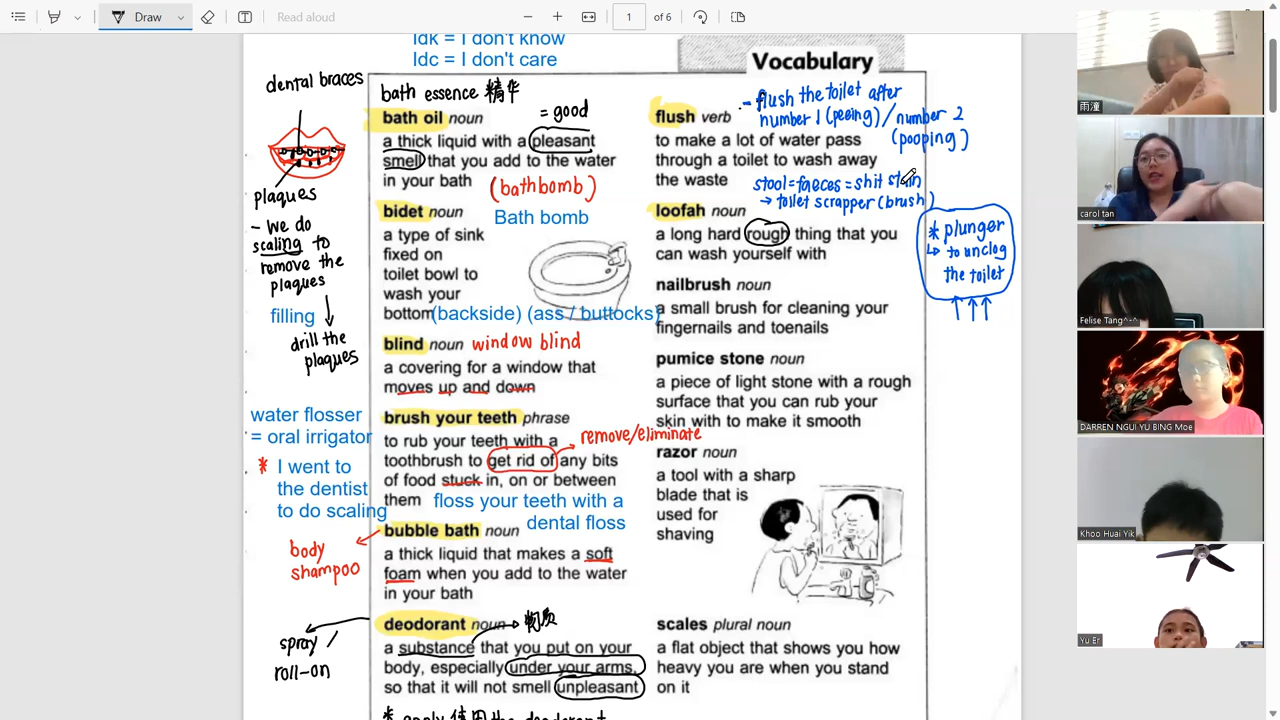 Draw
Read aloud
1
of 6
Idk = I don't know
Idc = I don't care
Vocabulary
dental braces
plaques
- We do
scaling to
remove the
plaques
filling
drill the
plaques
water flosser
= oral irrigator
* I went to
the dentist
to do scaling
body
shampoo
spray /
roll-on
bath essence 精华
bath oil noun
= good
a thick liquid with a pleasant
smell that you add to the water
in your bath
(bathbomb)
Bath bomb
bidet noun
a type of sink
fixed on
toilet bowl to
wash your
bottom (backside) (ass / buttocks)
blind noun window blind
a covering for a window that
moves up and down
brush your teeth phrase
to rub your teeth with a
remove/eliminate
toothbrush to get rid of any bits
of food stuck in, on or between
them floss your teeth with a
dental floss
bubble bath noun
a thick liquid that makes a soft
foam when you add to the water
in your bath
deodorant noun 物质
a substance that you put on your
body, especially under your arms,
so that it will not smell unpleasant
* apply 使用 the deodorant
flush verb
- flush the toilet after
number 1 (peeing) / number 2
(pooping)
to make a lot of water pass
through a toilet to wash away
the waste
stool = faeces = shit stain
→ toilet scrapper (brush)
loofah noun
a long hard rough thing that you
can wash yourself with
* plunger
↳ to unclog
the toilet
nailbrush noun
a small brush for cleaning your
fingernails and toenails
pumice stone noun
a piece of light stone with a rough
surface that you can rub your
skin with to make it smooth
razor noun
a tool with a sharp
blade that is
used for
shaving
scales plural noun
a flat object that shows you how
heavy you are when you stand
on it
雨潼
carol tan
Felise Tang^-^
DARREN NGUI YU BING Moe
Khoo Huai Yik
Yu Er